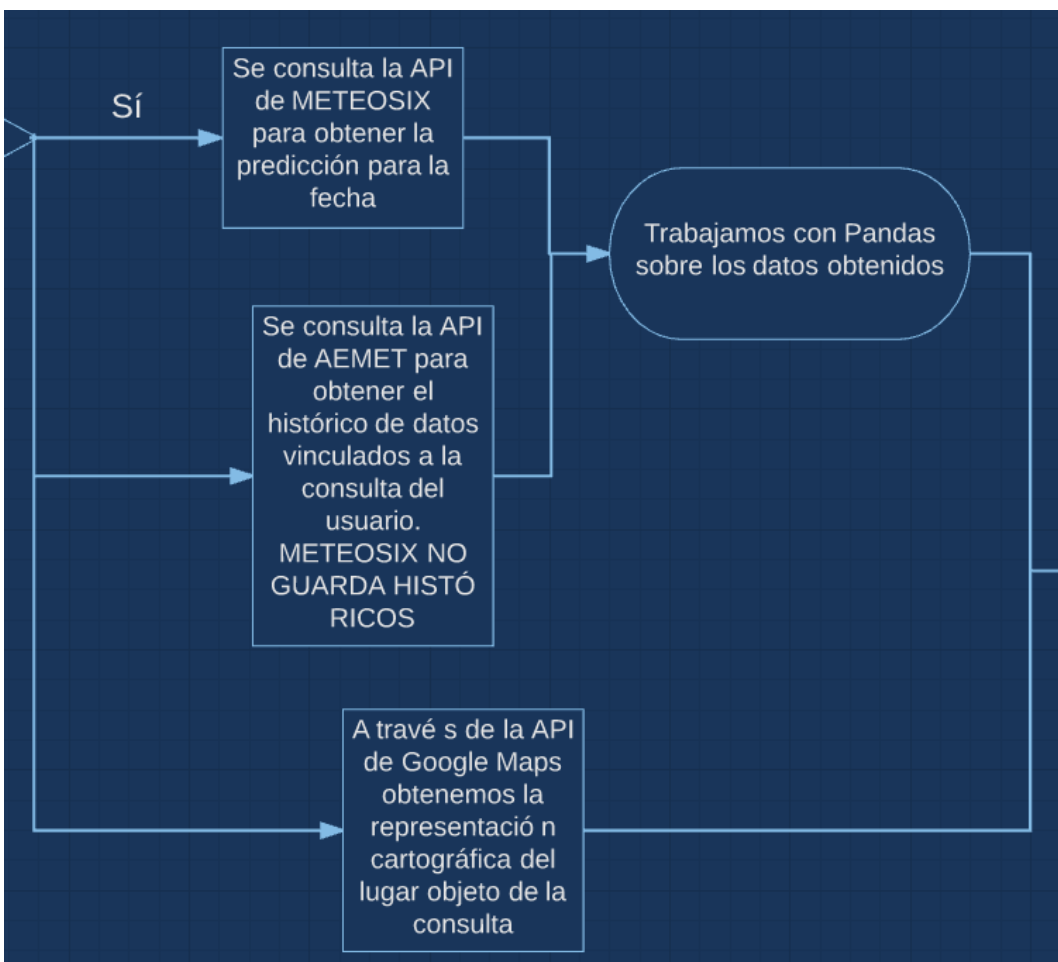 Sí
Se consulta la API
de METEOSIX
para obtener la
predicción para la
fecha
Trabajamos con Pandas
sobre los datos obtenidos
Se consulta la API
de AEMET para
obtener el
histórico de datos
vinculados a la
consulta del
usuario.
METEOSIX NO
GUARDA HISTÓ
RICOS
A travé s de la API
de Google Maps
obtenemos la
representació n
cartográfica del
lugar objeto de la
consulta